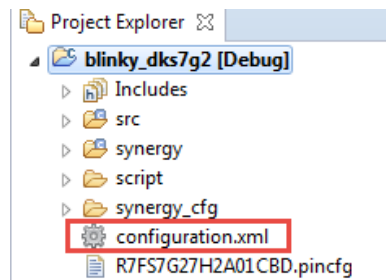 Project Explorer
blinky_dks7g2 [Debug]
Includes
src
synergy
script
synergy_cfg
configuration.xml
R7FS7G27H2A01CBD.pincfg